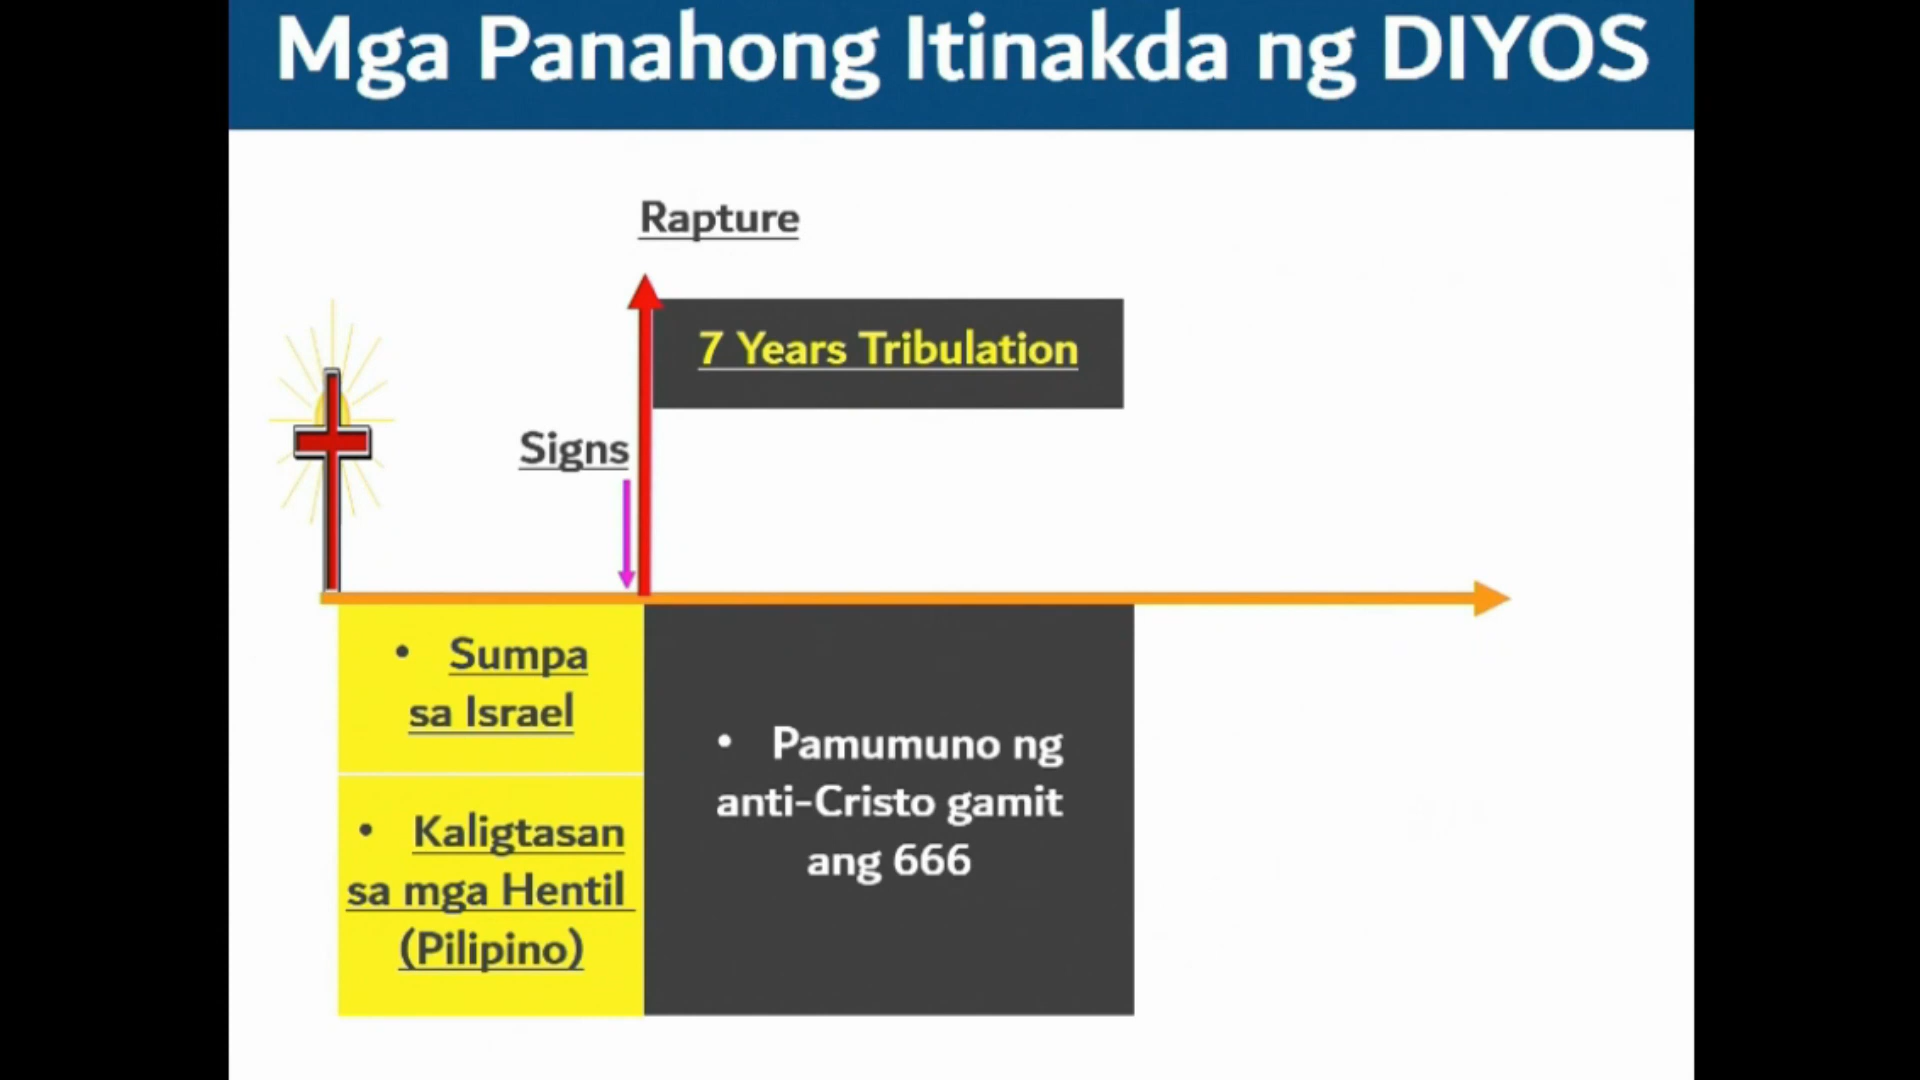 Mga Panahong Itinakda ng DIYOS
Rapture
7 Years Tribulation
Signs
• Sumpa
sa Israel
• Kaligtasan
sa mga Hentil
(Pilipino)
• Pamumuno ng
anti-Cristo gamit
ang 666